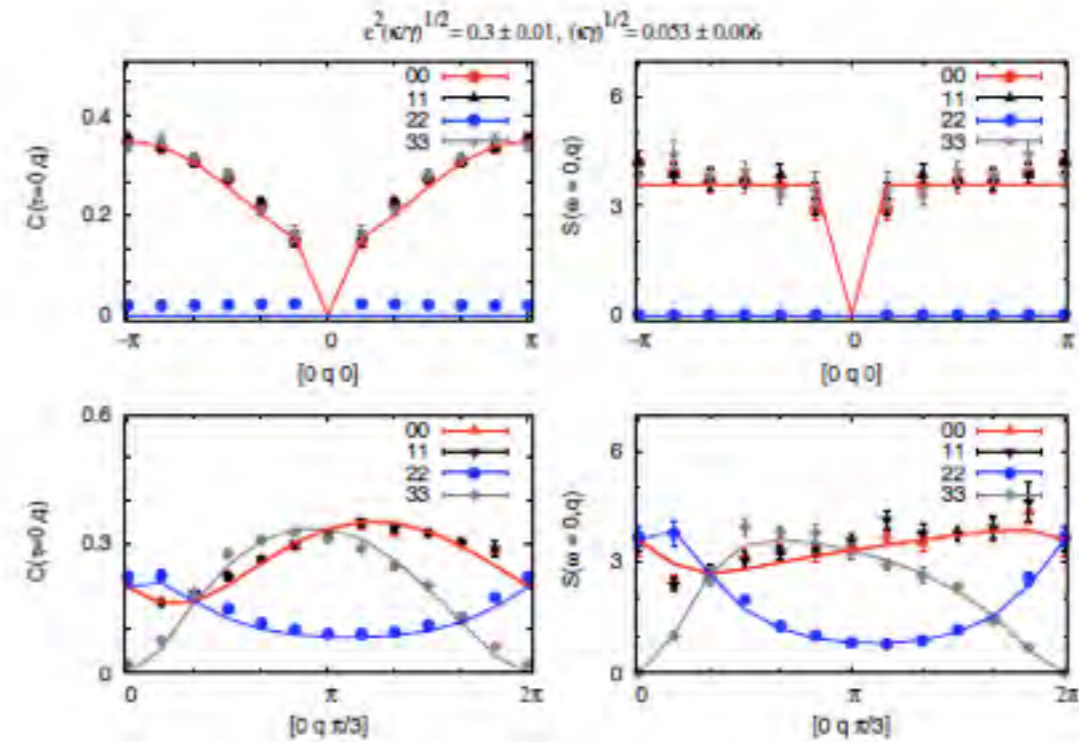 ε²(κ/γ)^1/2 = 0.3 ± 0.01, (κγ)^1/2 = 0.053 ± 0.006
C(τ=0,q)
0.4
0.2
0
00
11
22
33
−π 0 π
[0 q 0]
S(ω = 0,q)
6
3
0
00
11
22
33
−π 0 π
[0 q 0]
C(τ=0,q)
0.6
0.3
0
00
11
22
33
0 π 2π
[0 q π/3]
S(ω = 0,q)
6
3
0
00
11
22
33
0 π 2π
[0 q π/3]